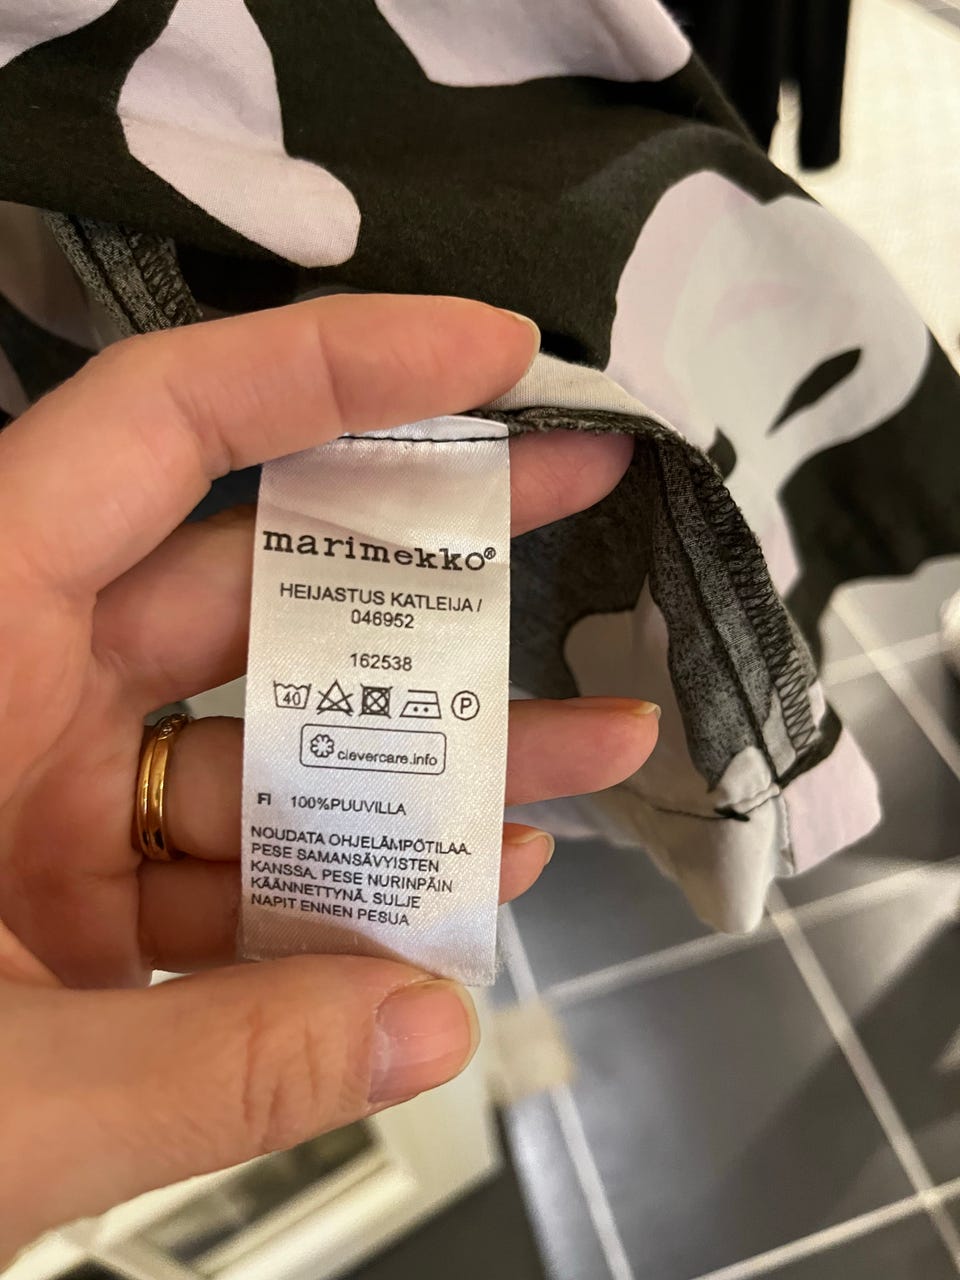 marimekko®
HEIJASTUS KATLEIJA /
046952
162538
40 P
clevercare.info
FI 100%PUUVILLA
NOUDATA OHJELÄMPÖTILAA.
PESE SAMANSÄVYISTEN
KANSSA. PESE NURINPÄIN
KÄÄNNETTYNÄ. SULJE
NAPIT ENNEN PESUA